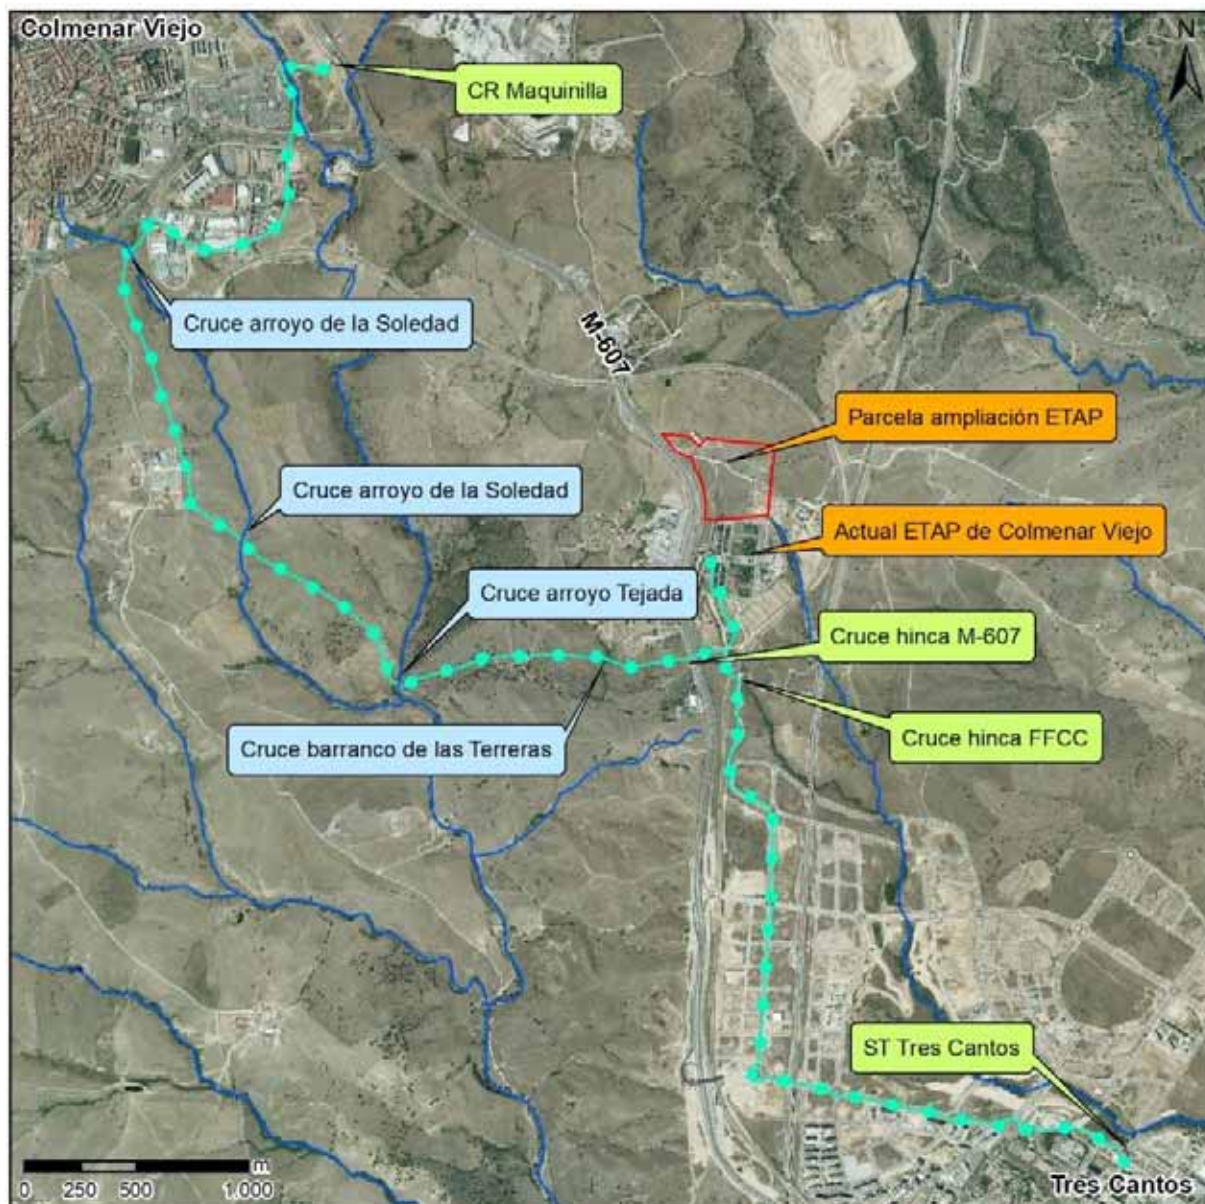 Colmenar Viejo
N
CR Maquinilla
Cruce arroyo de la Soledad
M-607
Parcela ampliación ETAP
Cruce arroyo de la Soledad
Actual ETAP de Colmenar Viejo
Cruce arroyo Tejada
Cruce hinca M-607
Cruce barranco de las Terreras
Cruce hinca FFCC
ST Tres Cantos
m
0 250 500 1.000
Tres Cantos